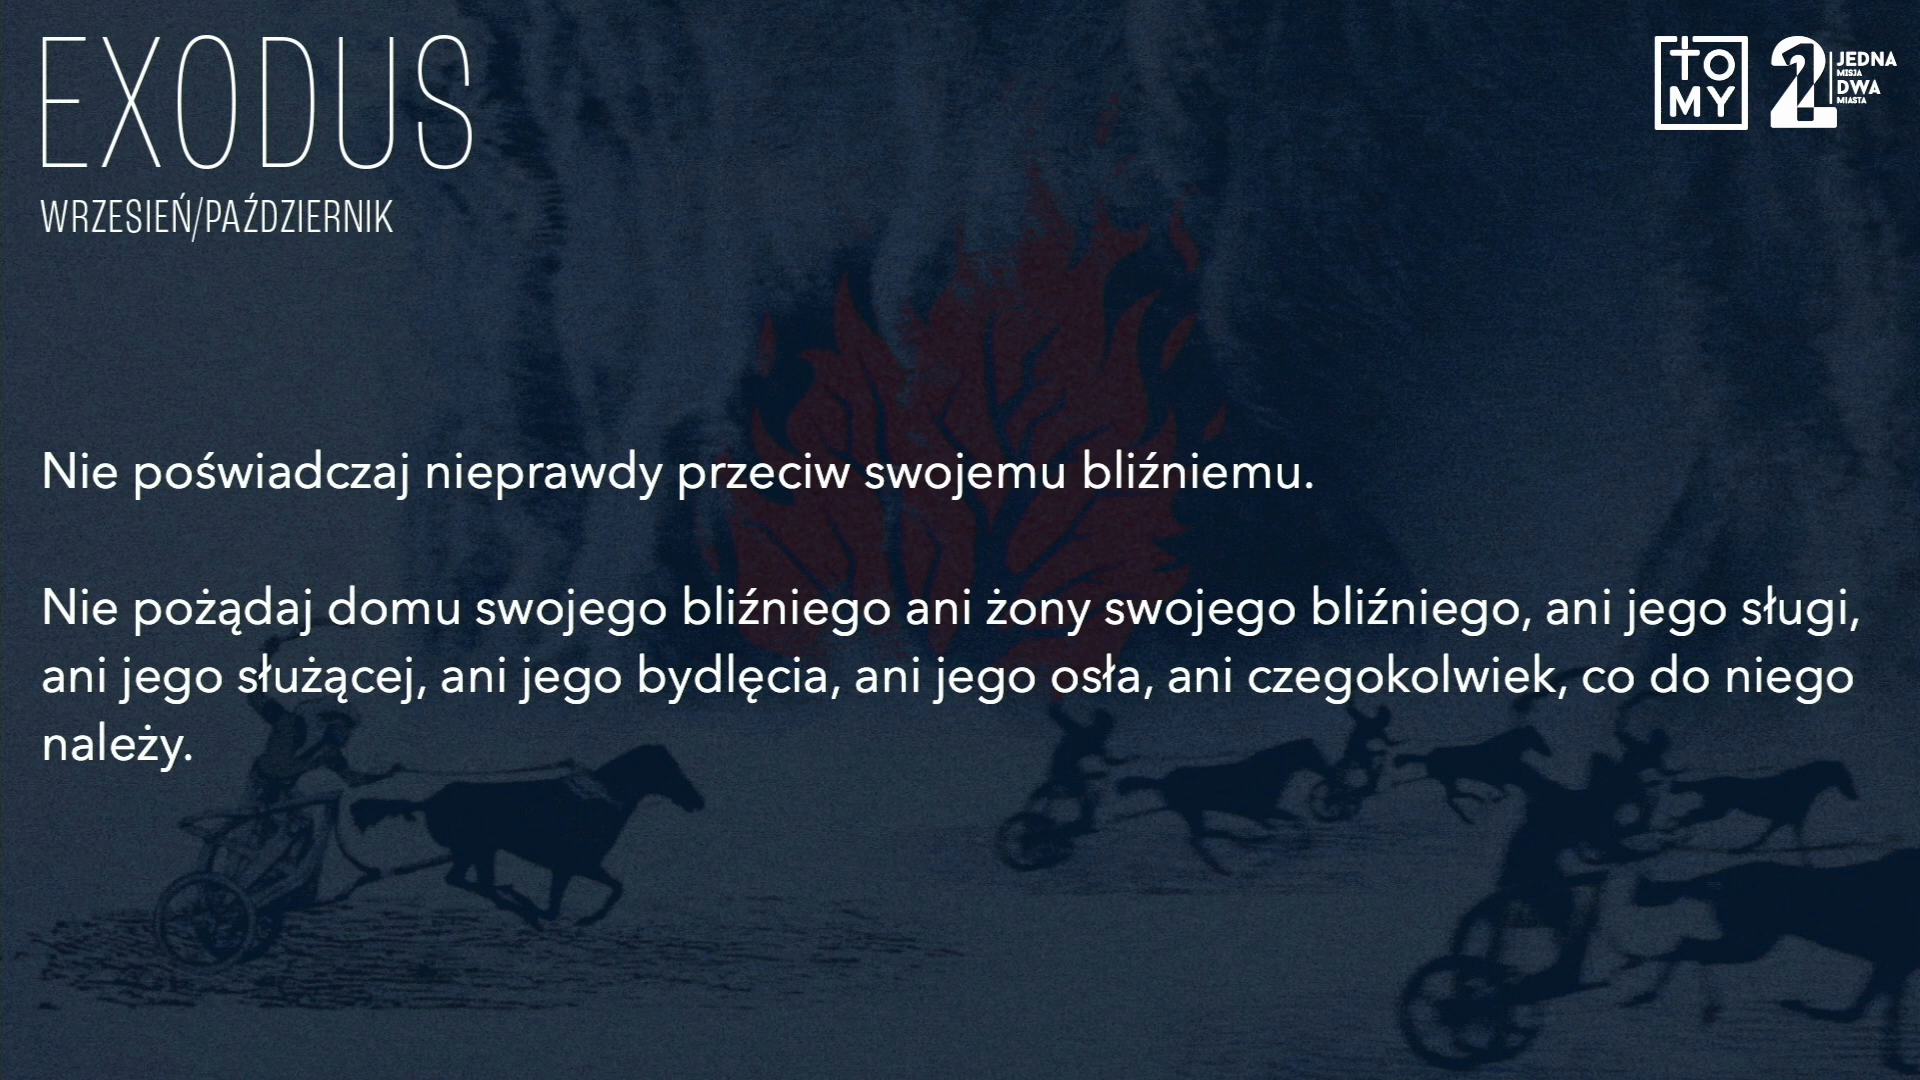 EXODUS
WRZESIEŃ/PAŹDZIERNIK
TO
MY
2
JEDNA
MISJA
DWA
MIASTA
Nie poświadczaj nieprawdy przeciw swojemu bliźniemu.
Nie pożądaj domu swojego bliźniego ani żony swojego bliźniego, ani jego sługi,
ani jego służącej, ani jego bydlęcia, ani jego osła, ani czegokolwiek, co do niego
należy.